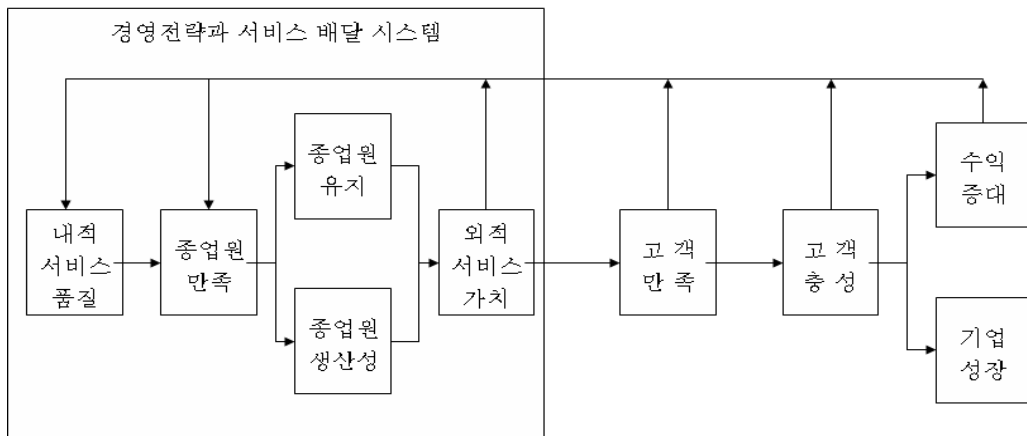 경영전략과 서비스 배달 시스템
종업원
유지
수익
증대
내적
서비스
품질
종업원
만족
외적
서비스
가치
고객
만족
고객
충성
종업원
생산성
기업
성장